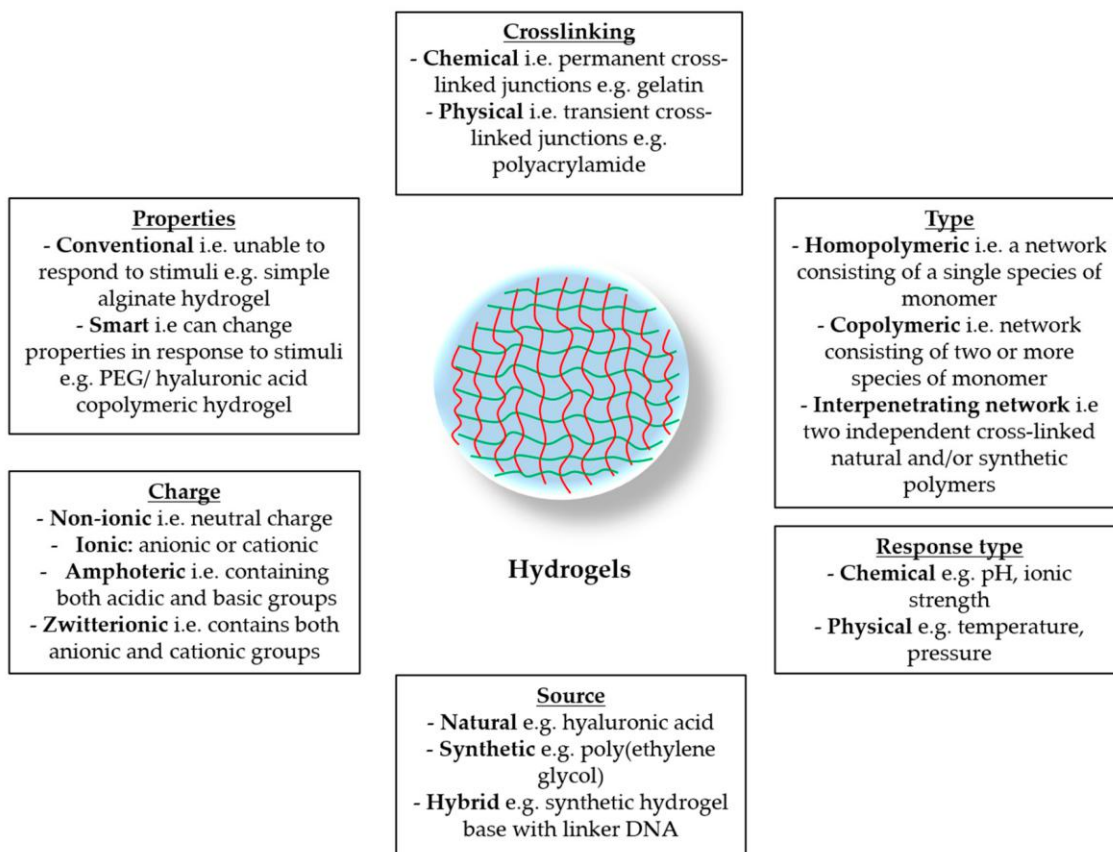 Crosslinking
- Chemical i.e. permanent cross-
linked junctions e.g. gelatin
- Physical i.e. transient cross-
linked junctions e.g.
polyacrylamide
Properties
- Conventional i.e. unable to
respond to stimuli e.g. simple
alginate hydrogel
- Smart i.e can change
properties in response to stimuli
e.g. PEG/ hyaluronic acid
copolymeric hydrogel
Type
- Homopolymeric i.e. a network
consisting of a single species of
monomer
- Copolymeric i.e. network
consisting of two or more
species of monomer
- Interpenetrating network i.e
two independent cross-linked
natural and/or synthetic
polymers
Charge
- Non-ionic i.e. neutral charge
- Ionic: anionic or cationic
- Amphoteric i.e. containing
both acidic and basic groups
- Zwitterionic i.e. contains both
anionic and cationic groups
Hydrogels
Response type
- Chemical e.g. pH, ionic
strength
- Physical e.g. temperature,
pressure
Source
- Natural e.g. hyaluronic acid
- Synthetic e.g. poly(ethylene
glycol)
- Hybrid e.g. synthetic hydrogel
base with linker DNA